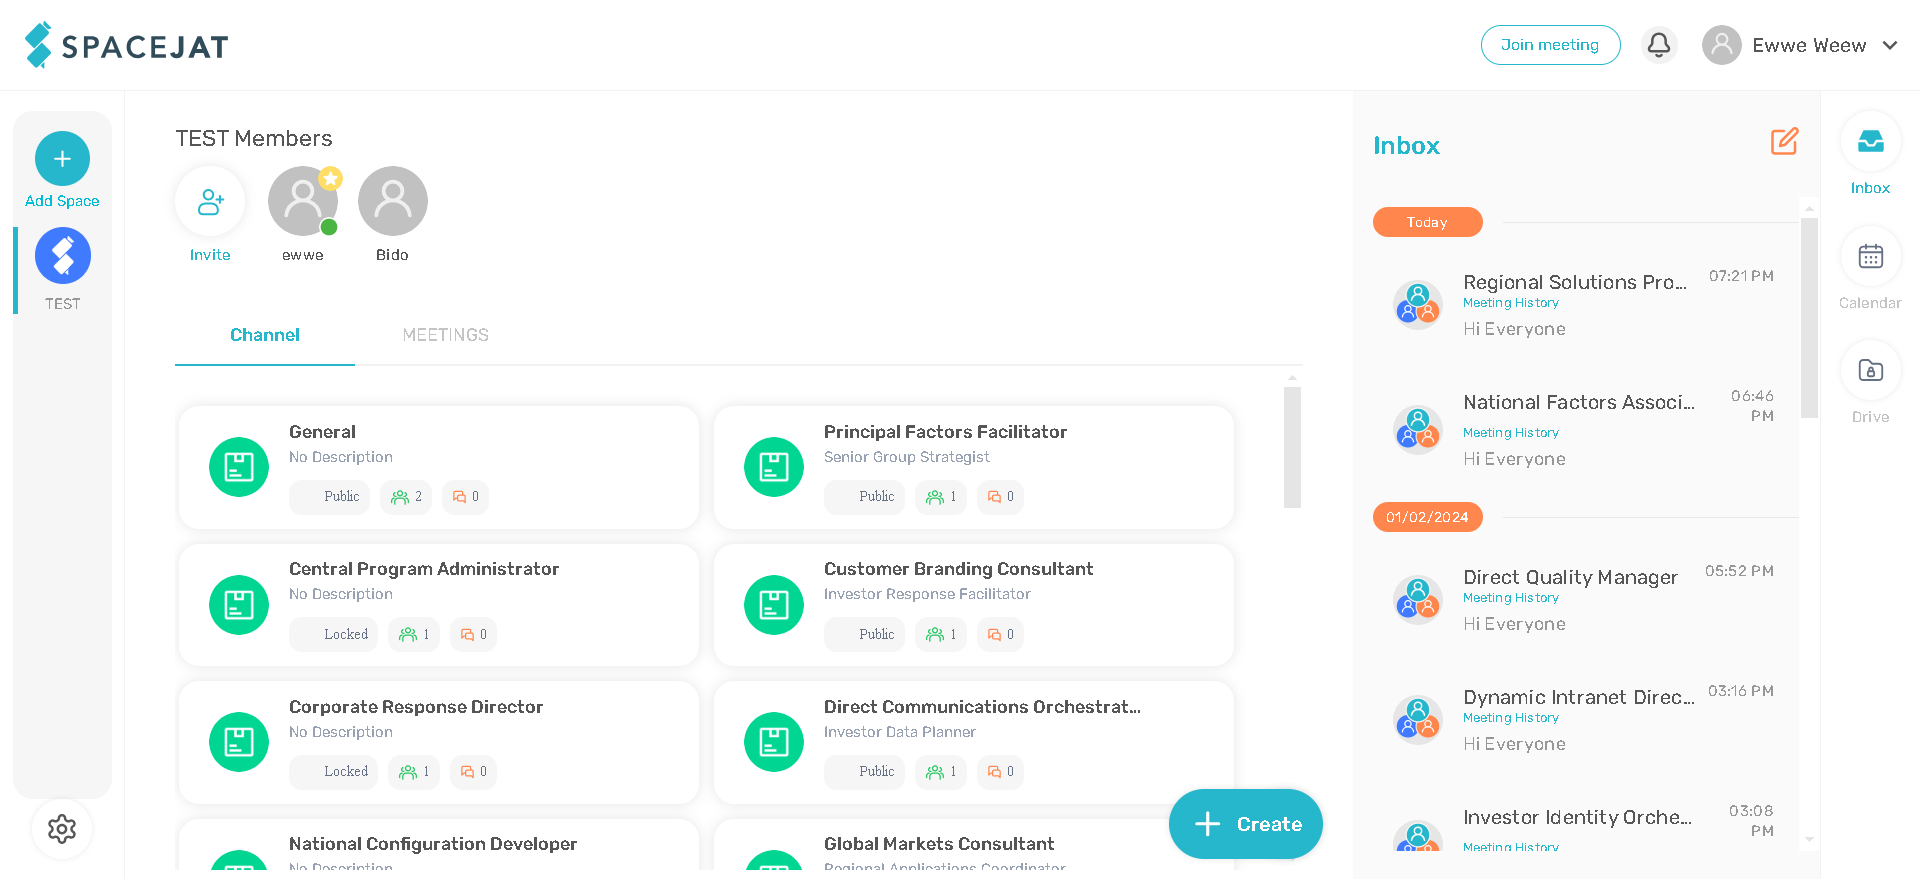 SPACEJAT
Join meeting
Ewwe Weew
Add Space
TEST
TEST Members
Invite
ewwe
Bido
Channel
MEETINGS
General
No Description
Public
2
0
Principal Factors Facilitator
Senior Group Strategist
Public
1
0
Central Program Administrator
No Description
Locked
1
0
Customer Branding Consultant
Investor Response Facilitator
Public
1
0
Corporate Response Director
No Description
Locked
1
0
Direct Communications Orchestrat...
Investor Data Planner
Public
1
0
National Configuration Developer
No Description
Global Markets Consultant
Regional Applications Coordinator
Create
Inbox
Today
Regional Solutions Pro...
07:21 PM
Meeting History
Hi Everyone
National Factors Associ...
06:46
PM
Meeting History
Hi Everyone
01/02/2024
Direct Quality Manager
05:52 PM
Meeting History
Hi Everyone
Dynamic Intranet Direc...
03:16 PM
Meeting History
Hi Everyone
Investor Identity Orche...
03:08
PM
Meeting History
Inbox
Calendar
Drive